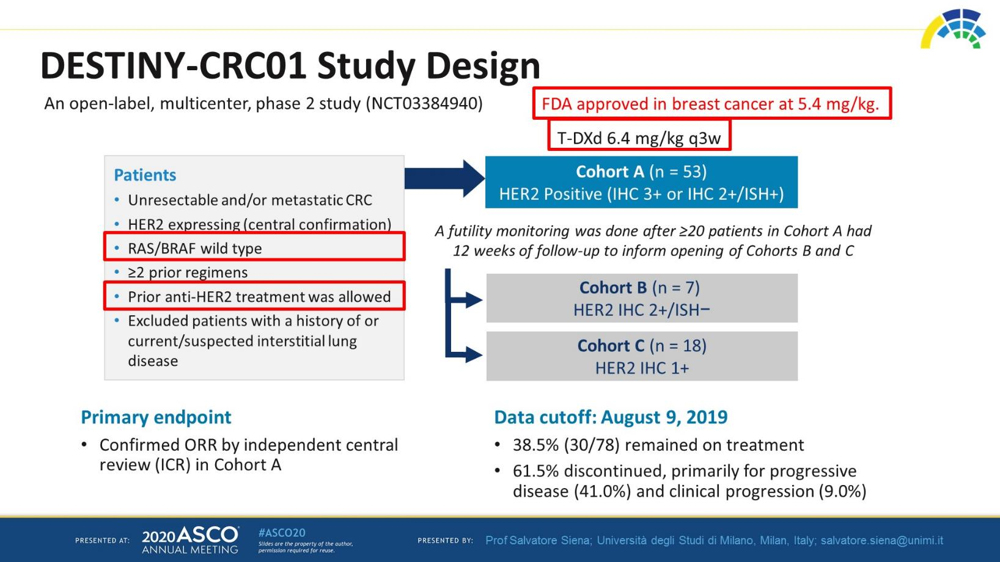 DESTINY-CRC01 Study Design
An open-label, multicenter, phase 2 study (NCT03384940)
FDA approved in breast cancer at 5.4 mg/kg.
T-DXd 6.4 mg/kg q3w
Patients
• Unresectable and/or metastatic CRC
• HER2 expressing (central confirmation)
• RAS/BRAF wild type
• ≥2 prior regimens
• Prior anti-HER2 treatment was allowed
• Excluded patients with a history of or
current/suspected interstitial lung
disease
Cohort A (n = 53)
HER2 Positive (IHC 3+ or IHC 2+/ISH+)
A futility monitoring was done after ≥20 patients in Cohort A had
12 weeks of follow-up to inform opening of Cohorts B and C
Cohort B (n = 7)
HER2 IHC 2+/ISH−
Cohort C (n = 18)
HER2 IHC 1+
Primary endpoint
• Confirmed ORR by independent central
review (ICR) in Cohort A
Data cutoff: August 9, 2019
• 38.5% (30/78) remained on treatment
• 61.5% discontinued, primarily for progressive
disease (41.0%) and clinical progression (9.0%)
PRESENTED AT:
2020 ASCO®
ANNUAL MEETING
#ASCO20
Slides are the property of the author,
permission required for reuse.
PRESENTED BY:
Prof Salvatore Siena; Università degli Studi di Milano, Milan, Italy; salvatore.siena@unimi.it